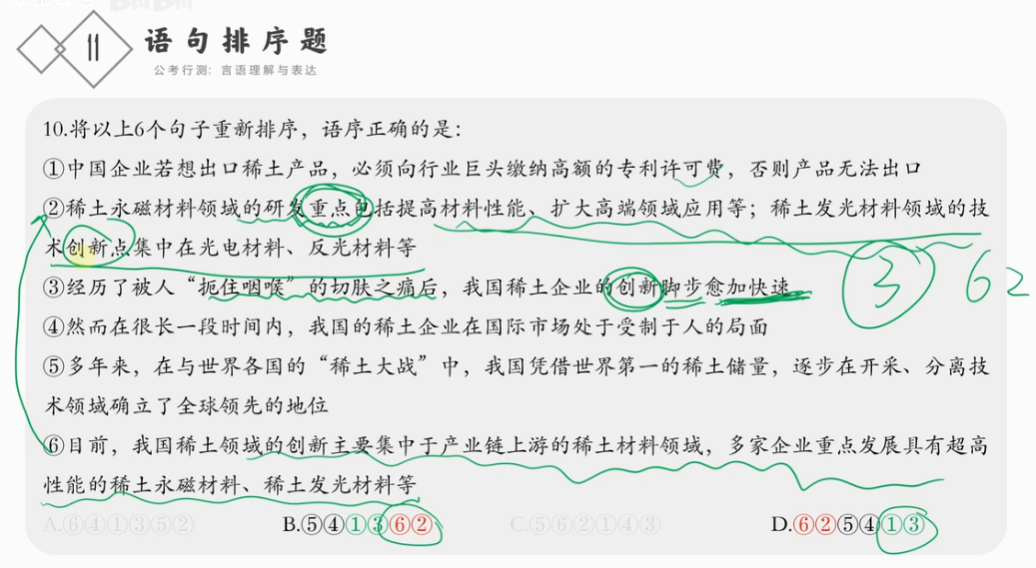 11 语句排序题
公考行测：言语理解与表达
10.将以上6个句子重新排序，语序正确的是：
①中国企业若想出口稀土产品，必须向行业巨头缴纳高额的专利许可费，否则产品无法出口
②稀土永磁材料领域的研发重点包括提高材料性能、扩大高端领域应用等；稀土发光材料领域的技
术创新点集中在光电材料、反光材料等
③经历了被人“扼住咽喉”的切肤之痛后，我国稀土企业的创新脚步愈加快速
③ 6 2
④然而在很长一段时间内，我国的稀土企业在国际市场处于受制于人的局面
⑤多年来，在与世界各国的“稀土大战”中，我国凭借世界第一的稀土储量，逐步在开采、分离技
术领域确立了全球领先的地位
⑥目前，我国稀土领域的创新主要集中于产业链上游的稀土材料领域，多家企业重点发展具有超高
性能的稀土永磁材料、稀土发光材料等
A.⑥④①③⑤② B.⑤④①③⑥② C.⑤⑥②①④③ D.⑥②⑤④①③